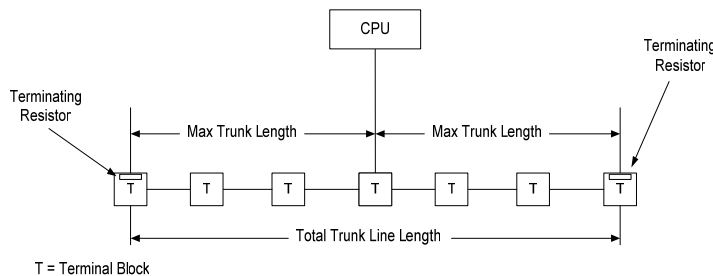 CPU
Terminating
Resistor
Terminating
Resistor
Max Trunk Length
Max Trunk Length
T
T
T
T
T
T
T
Total Trunk Line Length
T = Terminal Block